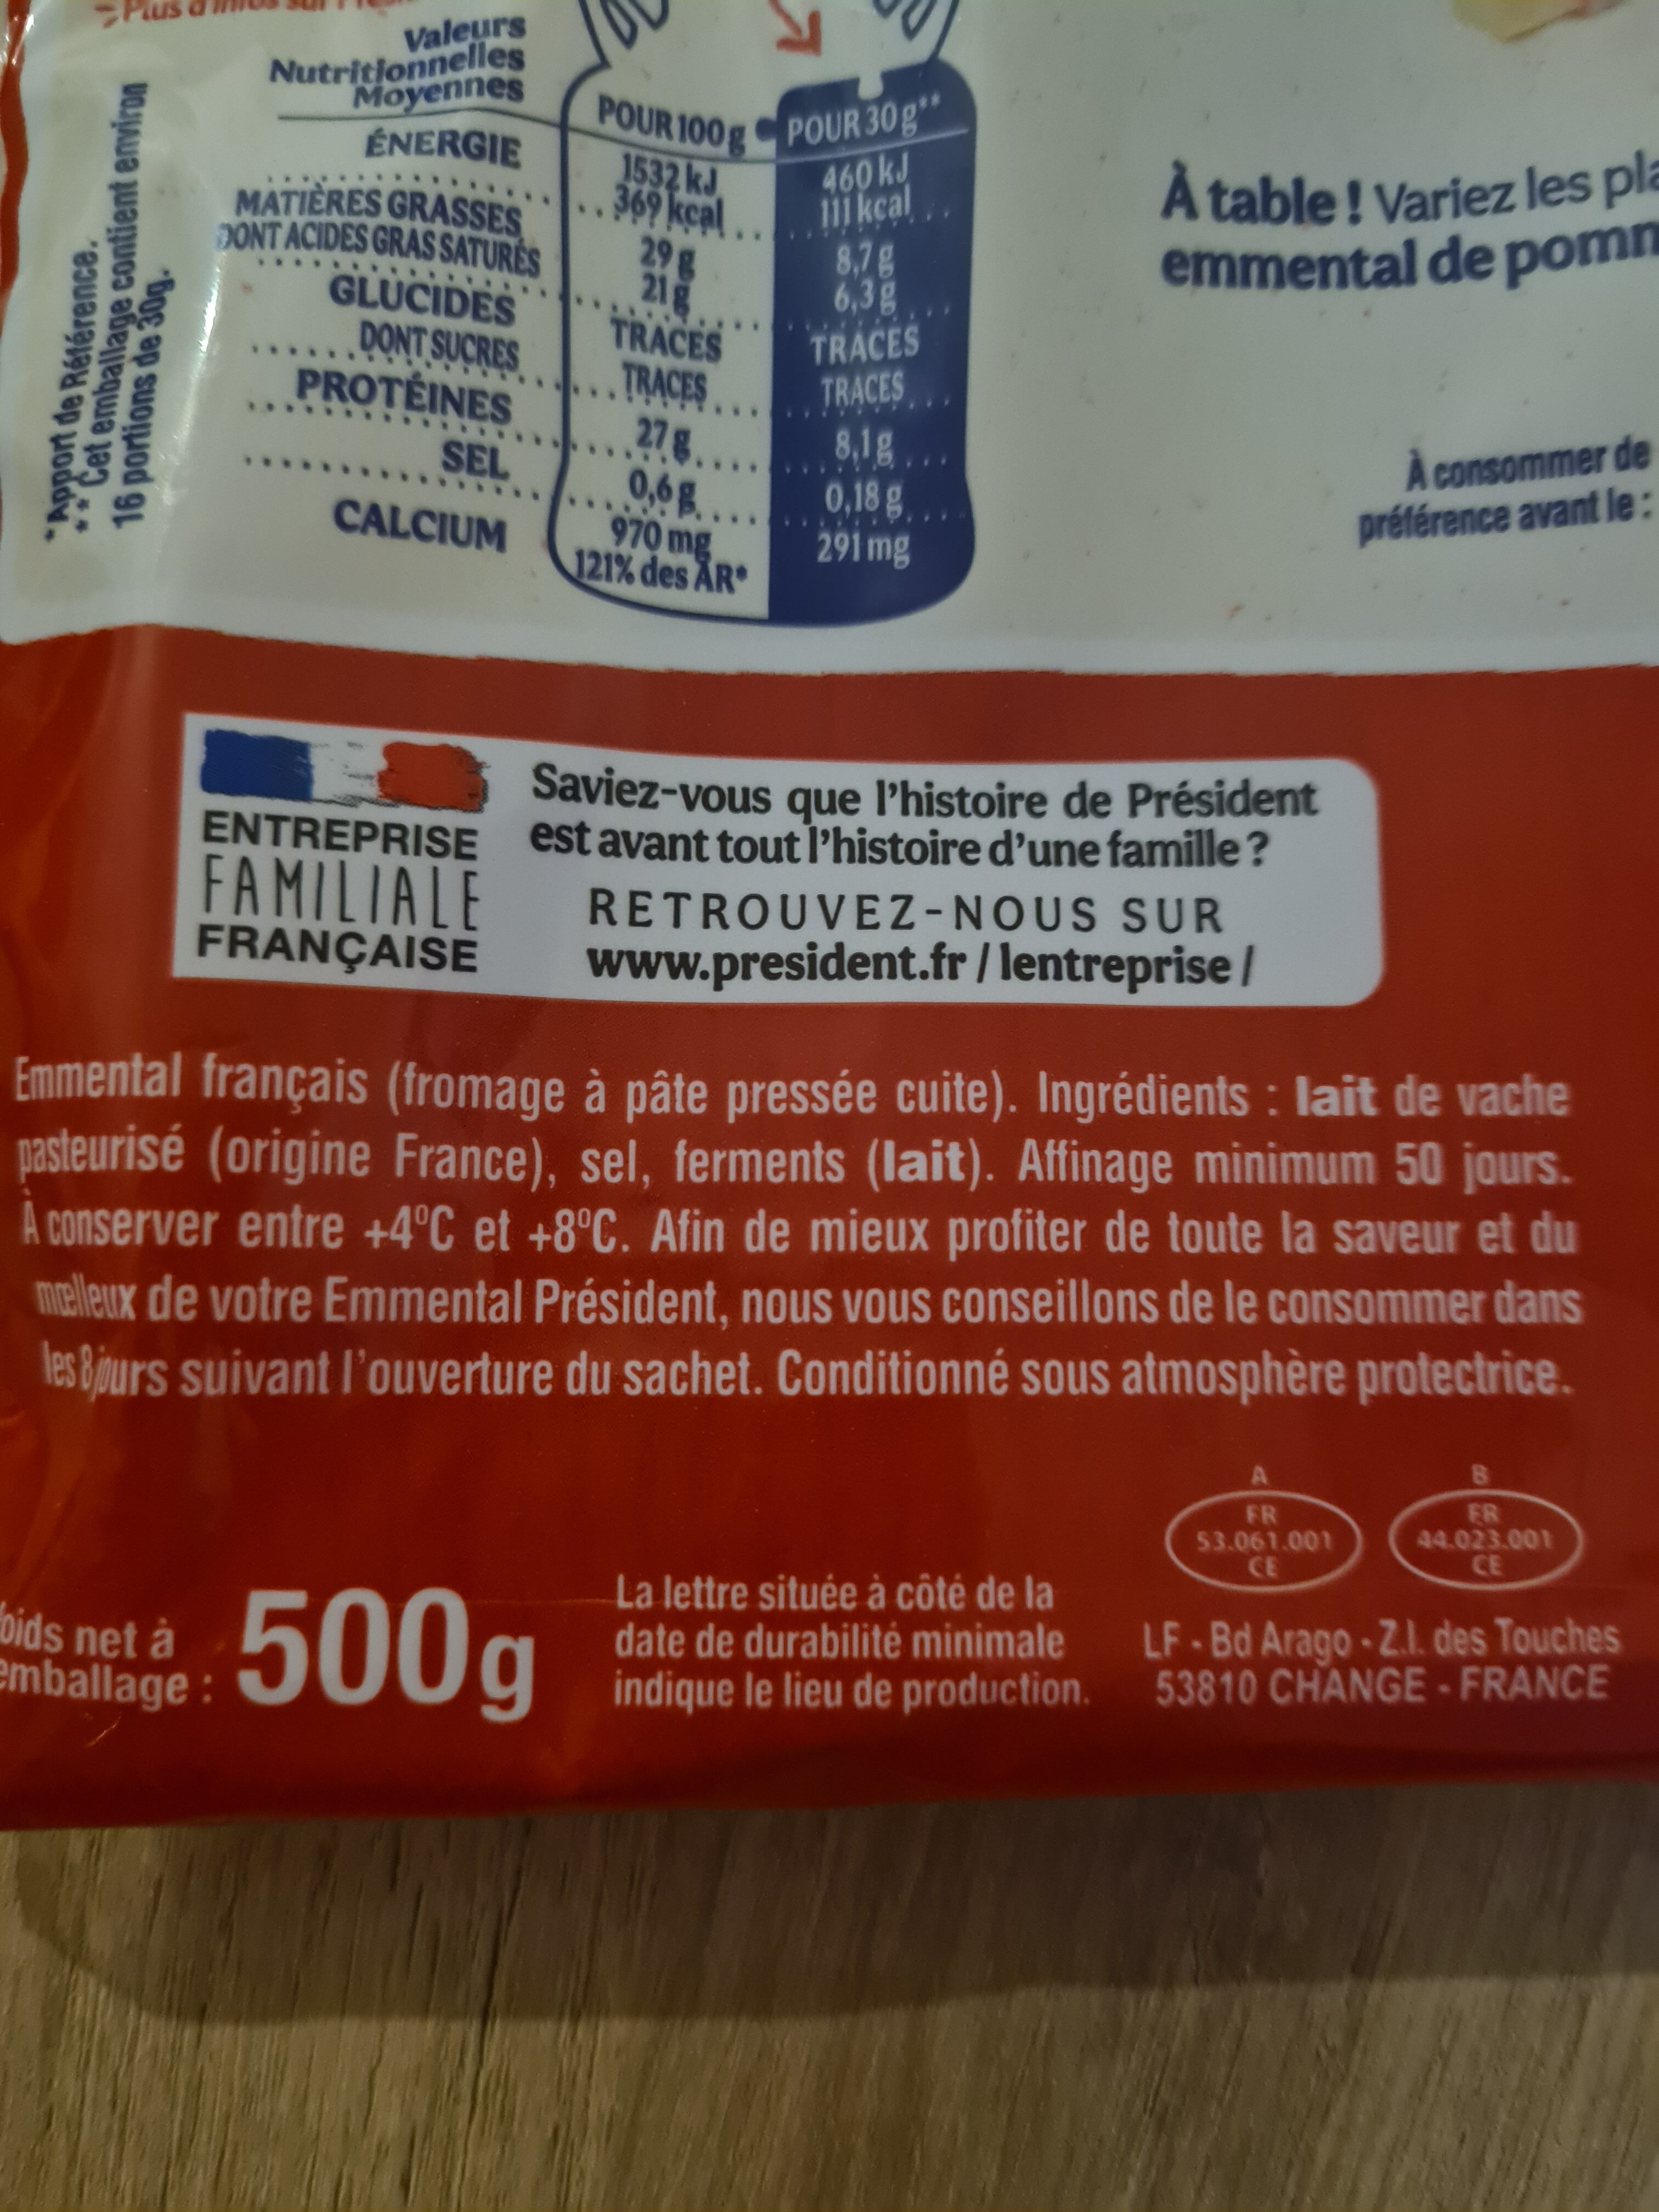 Valeurs
Nutritionnelles
Moyennes
POUR 100 g POUR 30 g**
ÉNERGIE 1532 kJ 460 kJ
369 kcal 111 kcal
MATIÈRES GRASSES 29 g 8,7 g
DONT ACIDES GRAS SATURÉS 21 g 6,3 g
GLUCIDES TRACES TRACES
DONT SUCRES TRACES TRACES
PROTÉINES 27 g 8,1 g
SEL 0,6 g 0,18 g
CALCIUM 970 mg 291 mg
121% des AR*
*Apport de Référence.
** Cet emballage contient environ
16 portions de 30g.
À table ! Variez les
emmental de
À consommer de
préférence avant le :
ENTREPRISE
FAMILIALE
FRANÇAISE
Saviez-vous que l'histoire de Président
est avant tout l'histoire d'une famille ?
RETROUVEZ-NOUS SUR
www.president.fr / lentreprise /
Emmental français (fromage à pâte pressée cuite). Ingrédients : lait de vache
pasteurisé (origine France), sel, ferments (lait). Affinage minimum 50 jours.
À conserver entre +4°C et +8°C. Afin de mieux profiter de toute la saveur et du
mœlleux de votre Emmental Président, nous vous conseillons de le consommer dans
les 8 jours suivant l'ouverture du sachet. Conditionné sous atmosphère protectrice.
A
FR
53.061.001
CE
B
FR
44.023.001
CE
net à
emballage :
500g
La lettre située à côté de la
date de durabilité minimale
indique le lieu de production.
LF - Bd Arago - Z.I. des Touches
53810 CHANGE - FRANCE